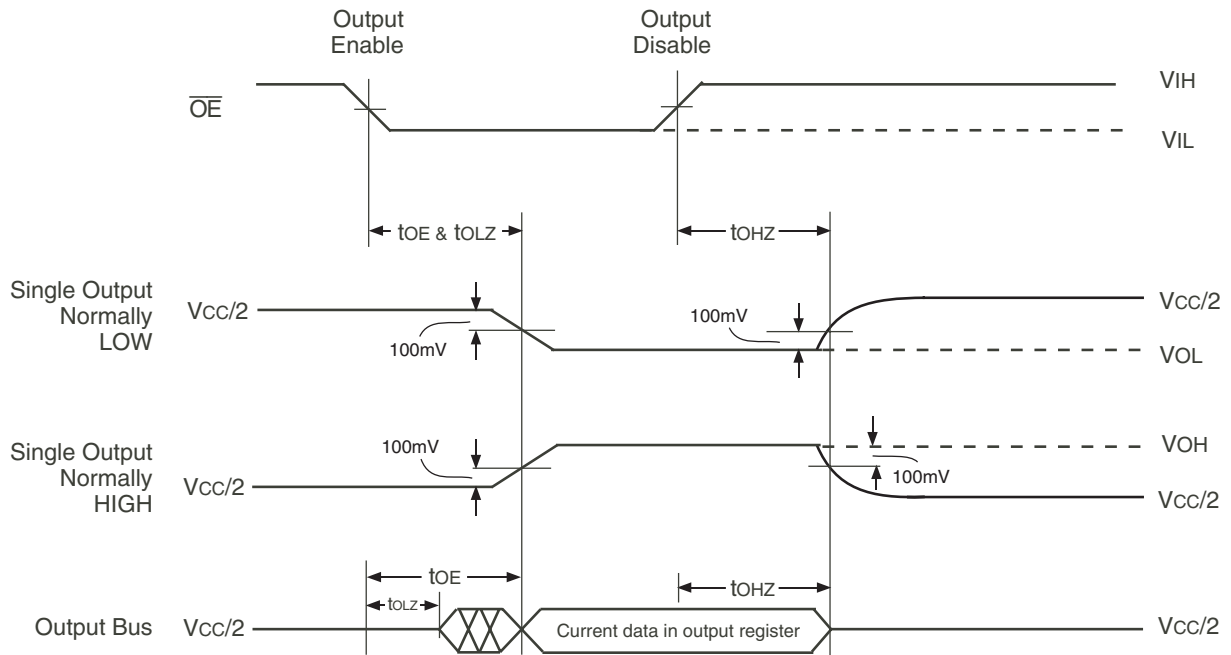 Output
Enable
Output
Disable
OE
VIH
VIL
tOE & tOLZ
tOHZ
Single Output
Normally
LOW
VCC/2
100mV
100mV
VCC/2
VOL
Single Output
Normally
HIGH
VCC/2
100mV
VOH
100mV
VCC/2
tOE
tOLZ
tOHZ
Output Bus
VCC/2
Current data in output register
VCC/2